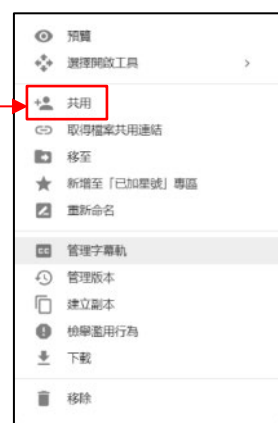 預覽
選擇開啟工具
共用
取得檔案共用連結
移至
新增至「已加星號」專區
重新命名
CC 管理字幕軌
管理版本
建立副本
檢舉濫用行為
下載
移除